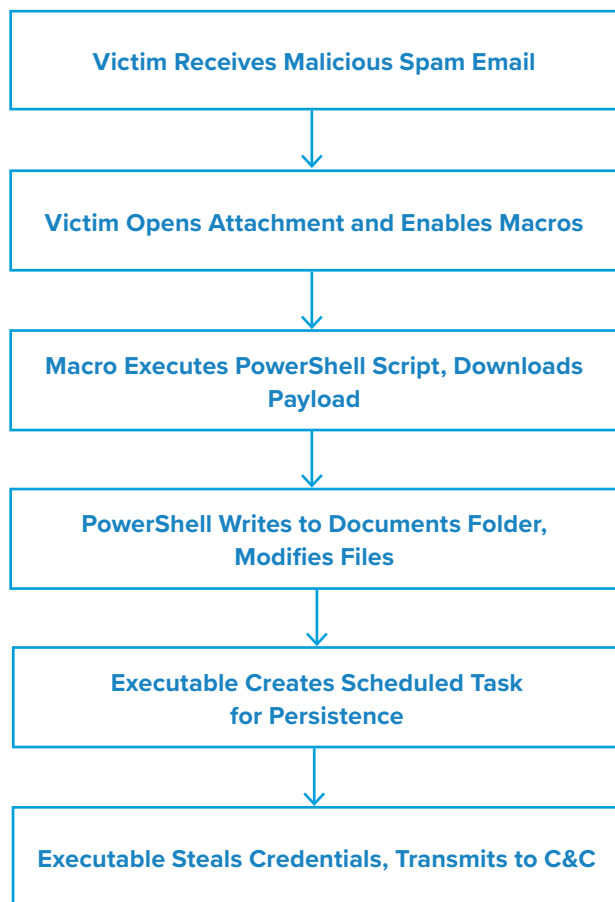 Victim Receives Malicious Spam Email
Victim Opens Attachment and Enables Macros
Macro Executes PowerShell Script, Downloads
Payload
PowerShell Writes to Documents Folder,
Modifies Files
Executable Creates Scheduled Task
for Persistence
Executable Steals Credentials, Transmits to C&C